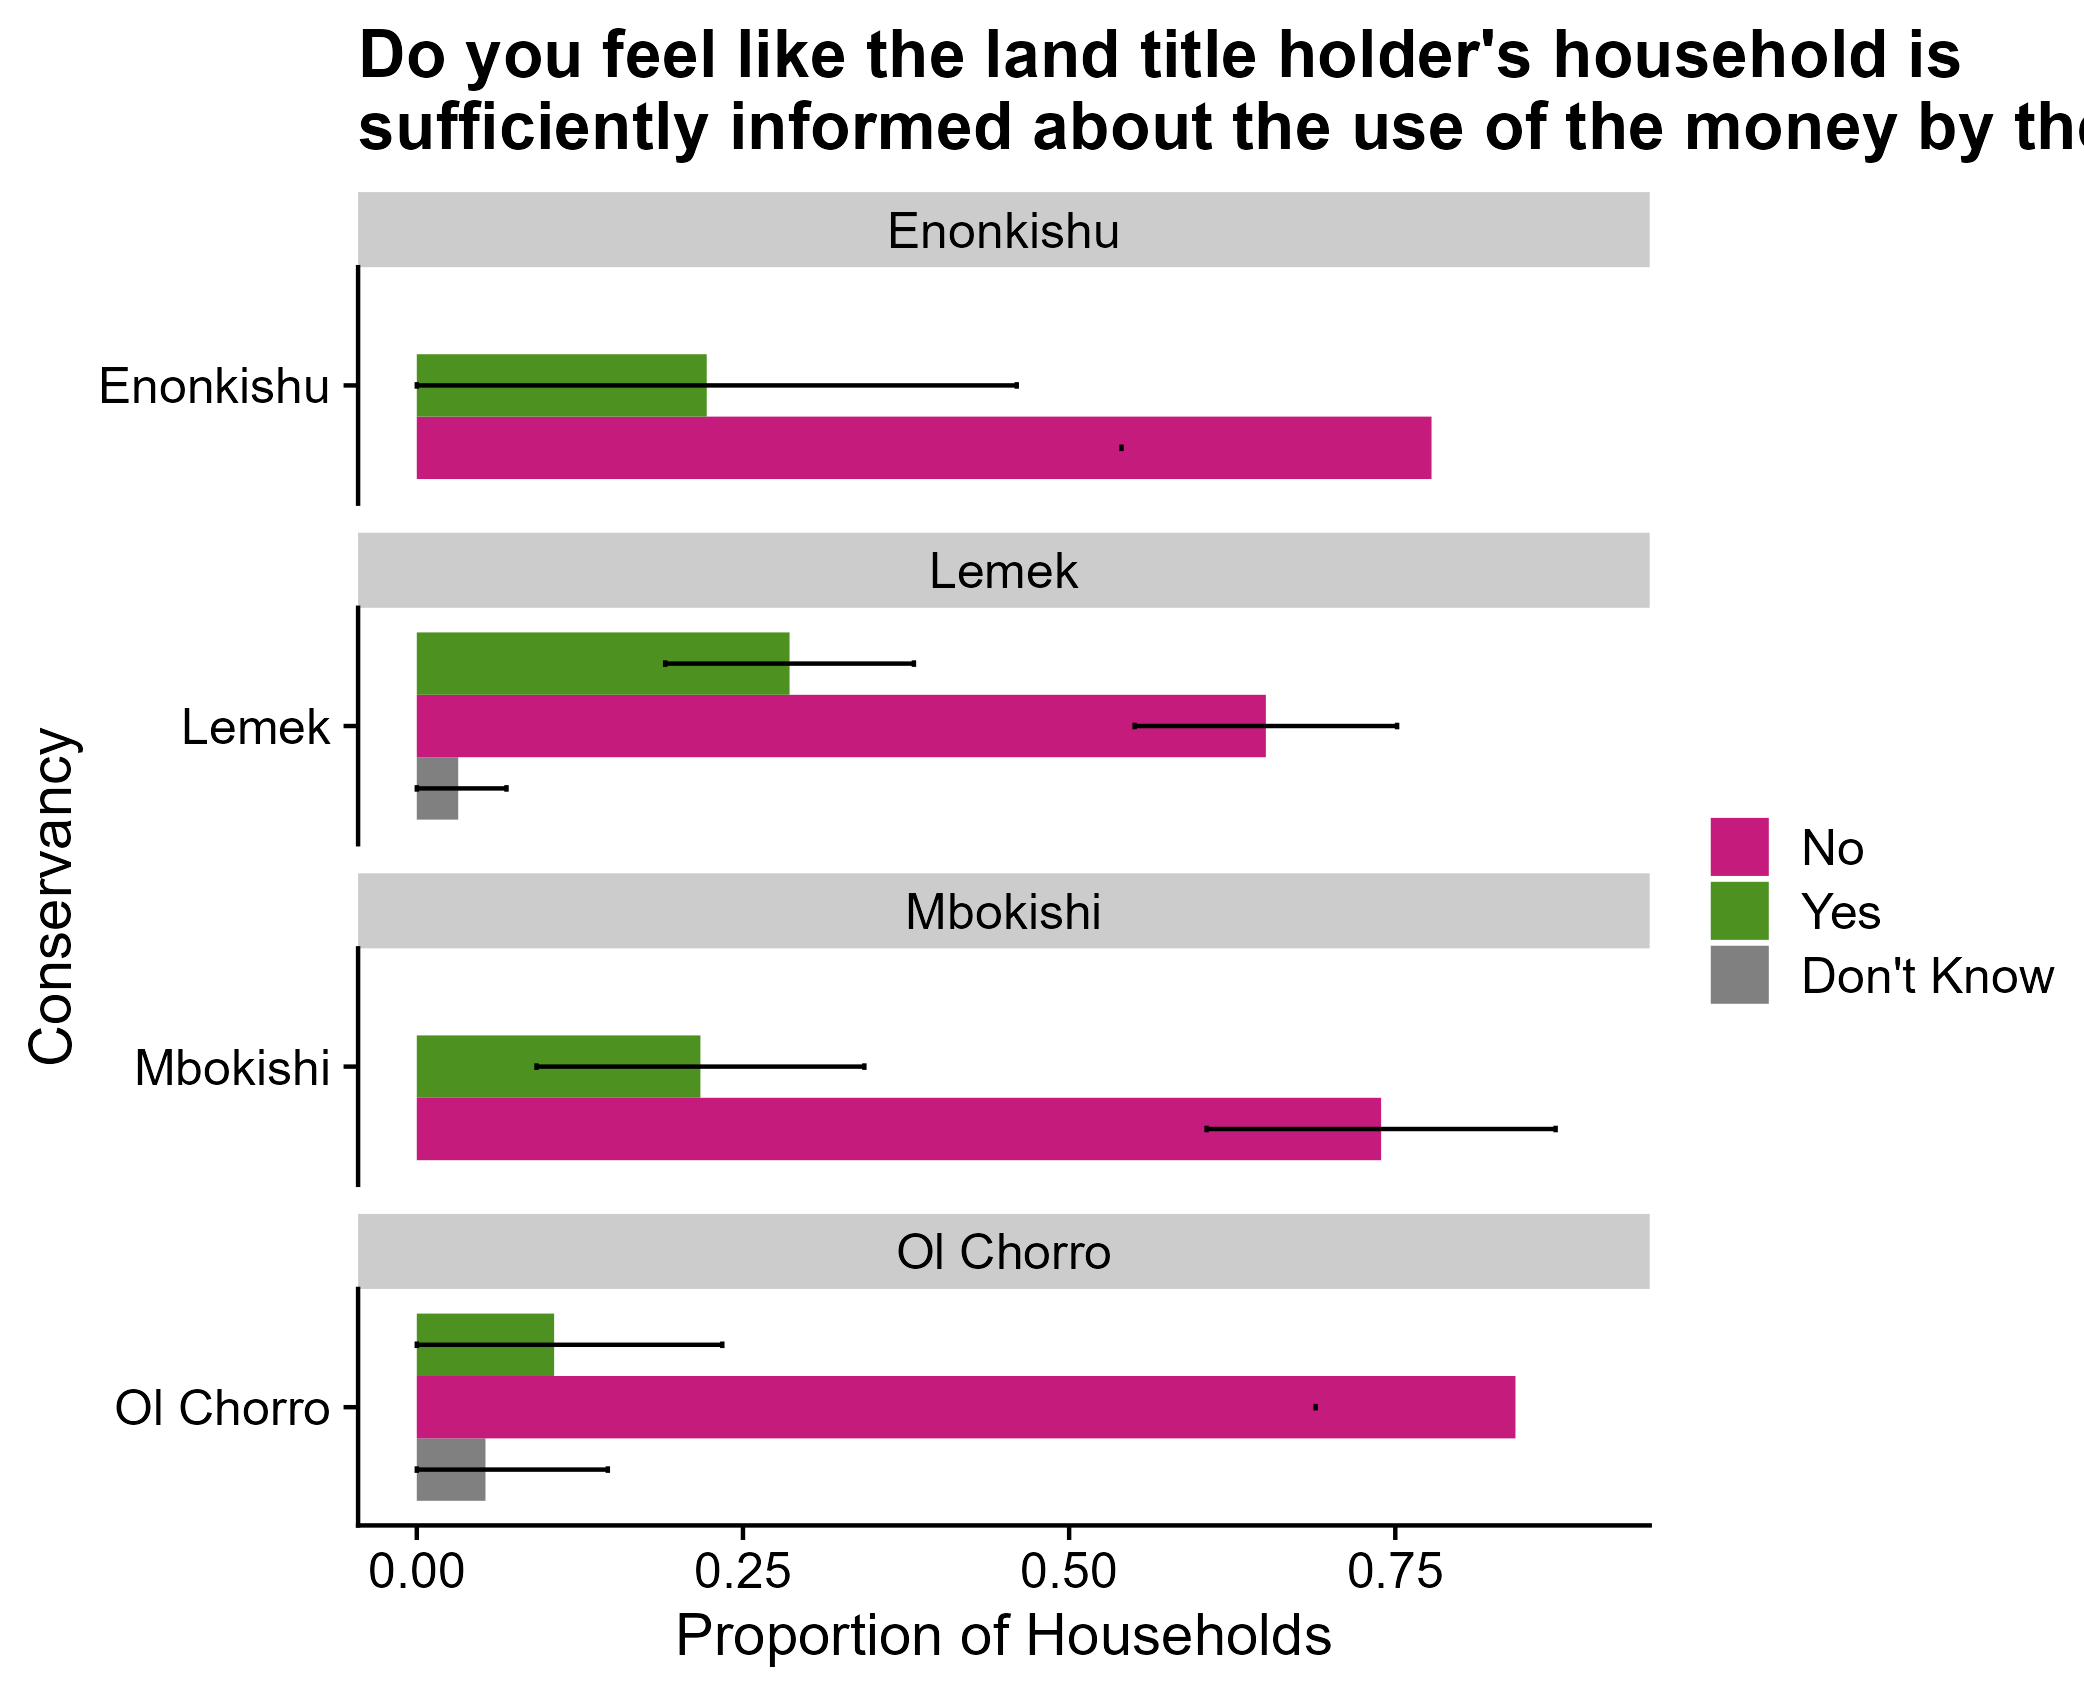 Do you feel like the land title holder's household is
sufficiently informed about the use of the money by the
Enonkishu
Enonkishu
Lemek
Lemek
Mbokishi
Mbokishi
Ol Chorro
Ol Chorro
Conservancy
No
Yes
Don't Know
0.00 0.25 0.50 0.75
Proportion of Households